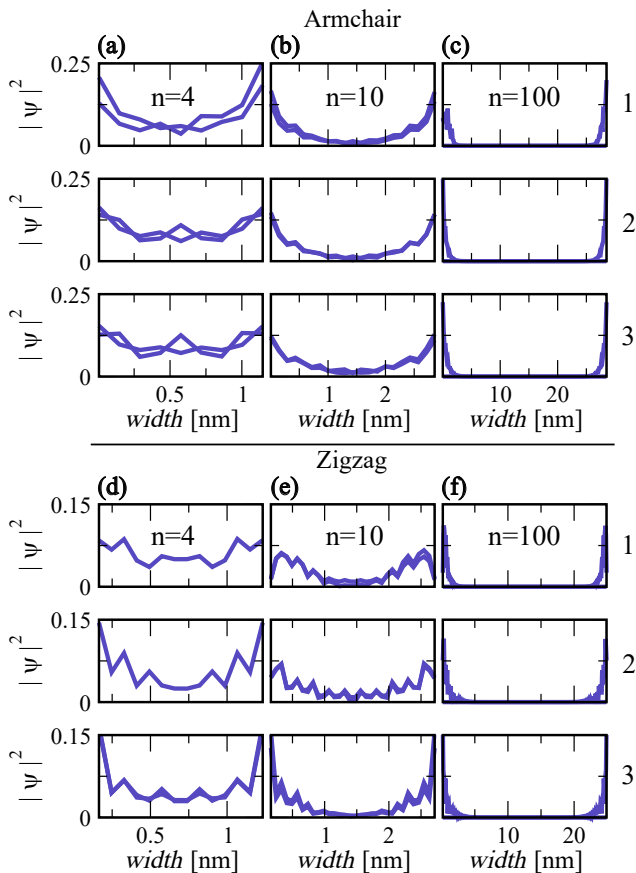 Armchair
(a) (b) (c)
0.25 n=4 n=10 n=100 1
|ψ|²
0
0.25 2
|ψ|²
0
0.25 3
|ψ|²
0
0.5 1 1 2 10 20
width [nm] width [nm] width [nm]
Zigzag
(d) (e) (f)
0.15 n=4 n=10 n=100 1
|ψ|²
0
0.15 2
|ψ|²
0
0.15 3
|ψ|²
0
0.5 1 1 2 10 20
width [nm] width [nm] width [nm]